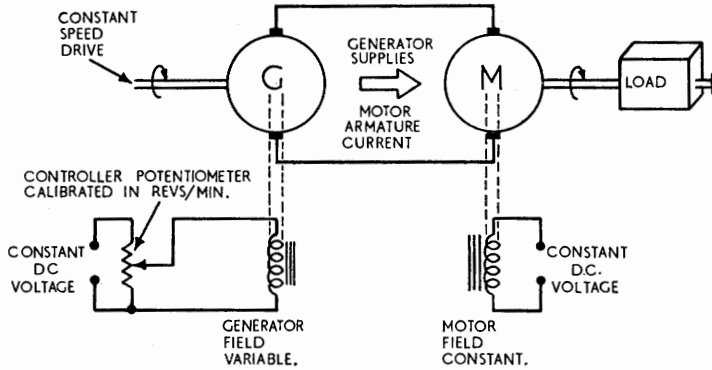 CONSTANT
SPEED
DRIVE
G
GENERATOR
SUPPLIES
MOTOR
ARMATURE
CURRENT
M
LOAD
CONTROLLER POTENTIOMETER
CALIBRATED IN REVS/MIN.
CONSTANT
DC
VOLTAGE
CONSTANT
D.C.
VOLTAGE
GENERATOR
FIELD
VARIABLE.
MOTOR
FIELD
CONSTANT.